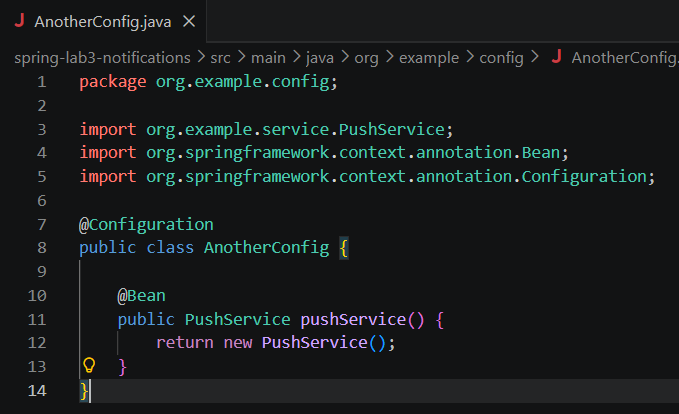 J AnotherConfig.java ×
spring-lab3-notifications > src > main > java > org > example > config > J AnotherConfig.
1 package org.example.config;
2
3 import org.example.service.PushService;
4 import org.springframework.context.annotation.Bean;
5 import org.springframework.context.annotation.Configuration;
6
7 @Configuration
8 public class AnotherConfig {
9
10     @Bean
11     public PushService pushService() {
12         return new PushService();
13     }
14 }